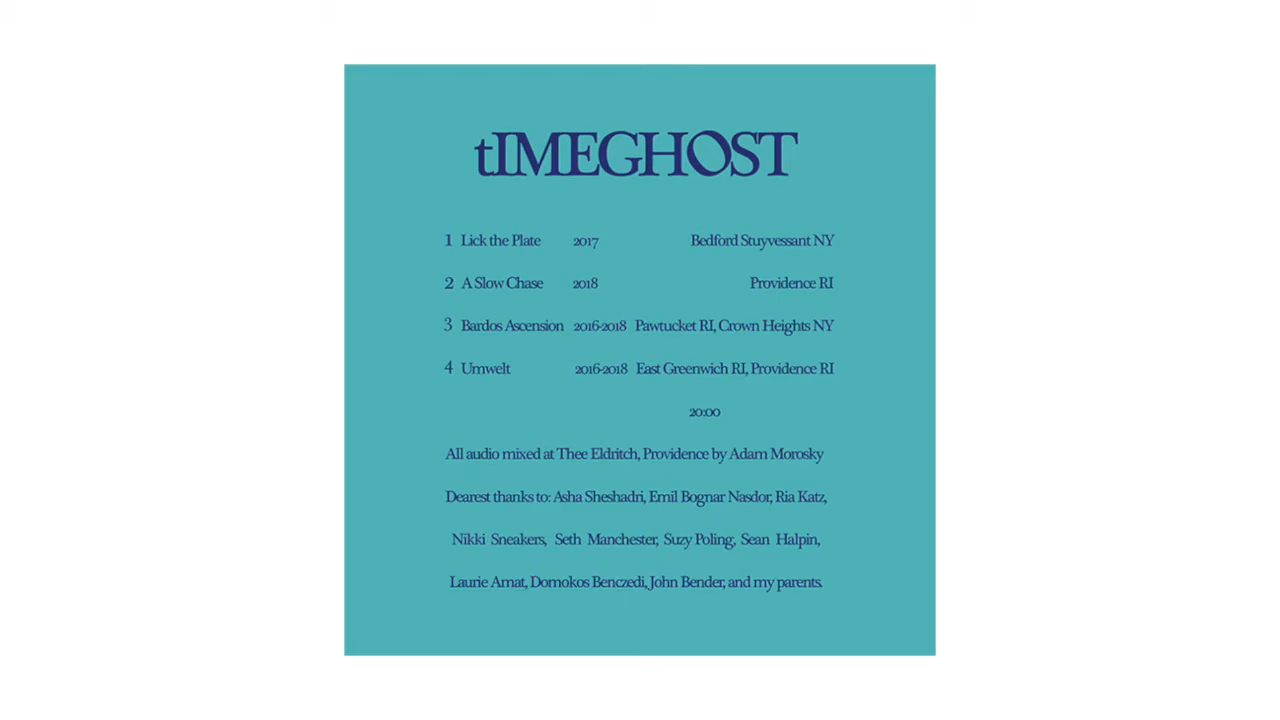 tIMEGHOST
1 Lick the Plate 2017 Bedford Stuyvessant NY
2 A Slow Chase 2018 Providence RI
3 Bardos Ascension 2016-2018 Pawtucket RI, Crown Heights NY
4 Umwelt 2016-2018 East Greenwich RI, Providence RI
20:00
All audio mixed at Thee Eldritch, Providence by Adam Morosky
Dearest thanks to: Asha Sheshadri, Emil Bognar Nasdor, Ria Katz,
Nikki Sneakers, Seth Manchester, Suzy Poling, Sean Halpin,
Laurie Amat, Domokos Benczedi, John Bender, and my parents.